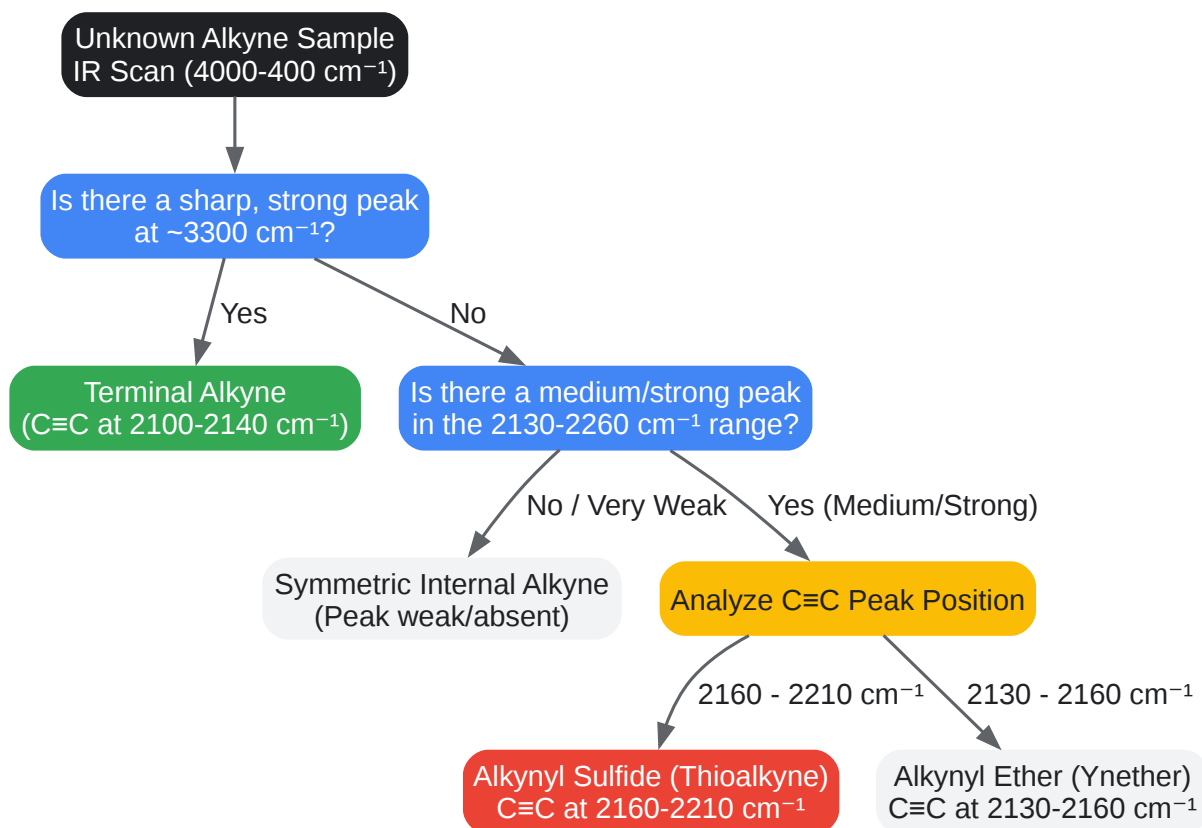 Unknown Alkyne Sample
IR Scan (4000-400 cm⁻¹)
Is there a sharp, strong peak
at ~3300 cm⁻¹?
Yes
No
Terminal Alkyne
(C≡C at 2100-2140 cm⁻¹)
Is there a medium/strong peak
in the 2130-2260 cm⁻¹ range?
No / Very Weak
Yes (Medium/Strong)
Symmetric Internal Alkyne
(Peak weak/absent)
Analyze C≡C Peak Position
2160 - 2210 cm⁻¹
2130 - 2160 cm⁻¹
Alkynyl Sulfide (Thioalkyne)
C≡C at 2160-2210 cm⁻¹
Alkynyl Ether (Ynether)
C≡C at 2130-2160 cm⁻¹